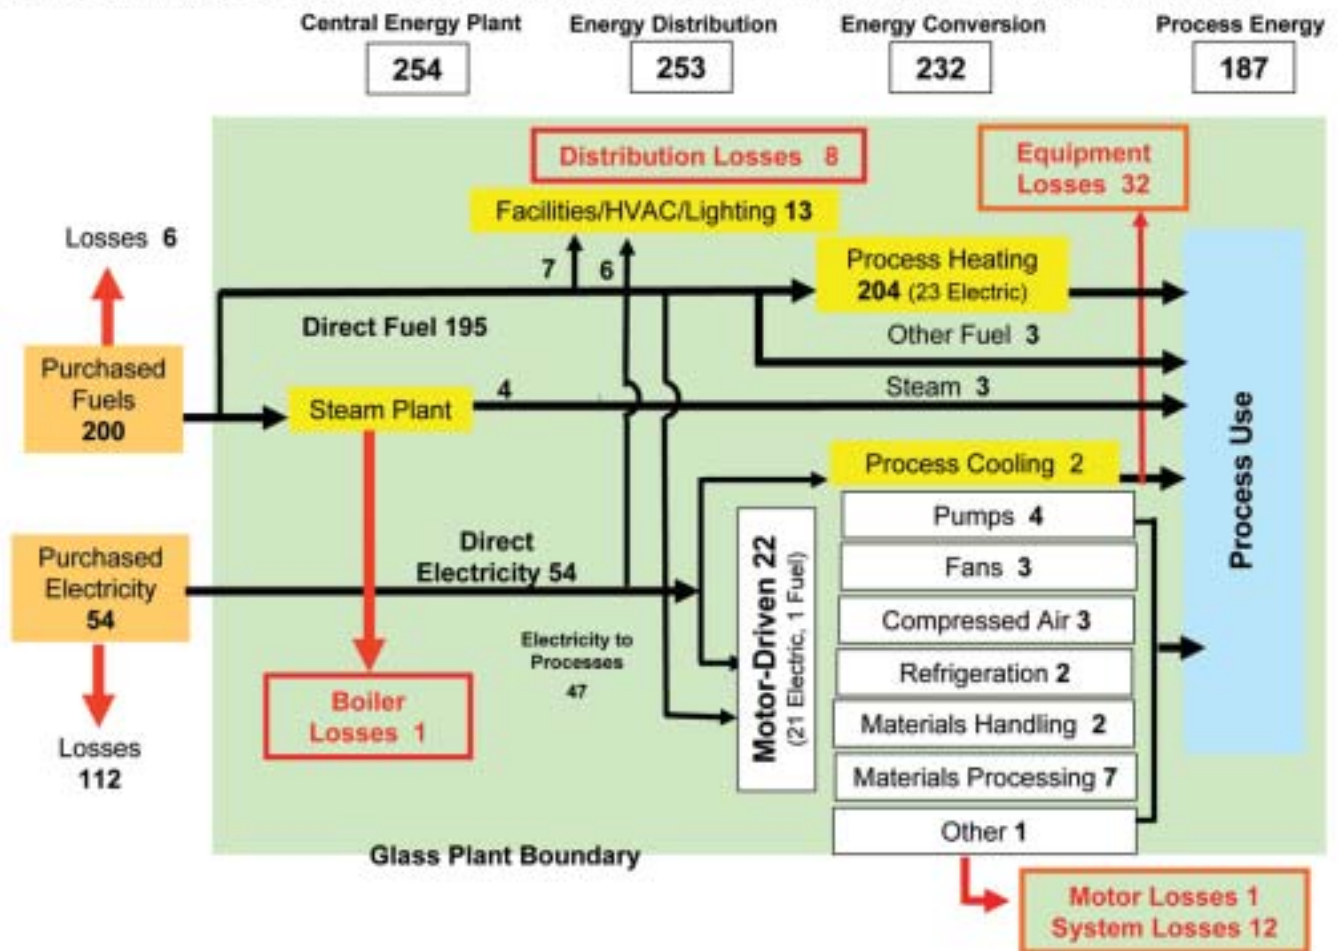 Central Energy Plant
254
Energy Distribution
253
Energy Conversion
232
Process Energy
187
Distribution Losses 8
Equipment
Losses 32
Facilities/HVAC/Lighting 13
Losses 6
7
6
Process Heating
204 (23 Electric)
Direct Fuel 195
Other Fuel 3
Purchased
Fuels
200
Steam Plant
4
Steam 3
Process Cooling 2
Process Use
Purchased
Electricity
54
Direct
Electricity 54
Motor-Driven 22
(21 Electric, 1 Fuel)
Pumps 4
Fans 3
Compressed Air 3
Refrigeration 2
Materials Handling 2
Materials Processing 7
Other 1
Electricity to
Processes
47
Boiler
Losses 1
Losses
112
Glass Plant Boundary
Motor Losses 1
System Losses 12